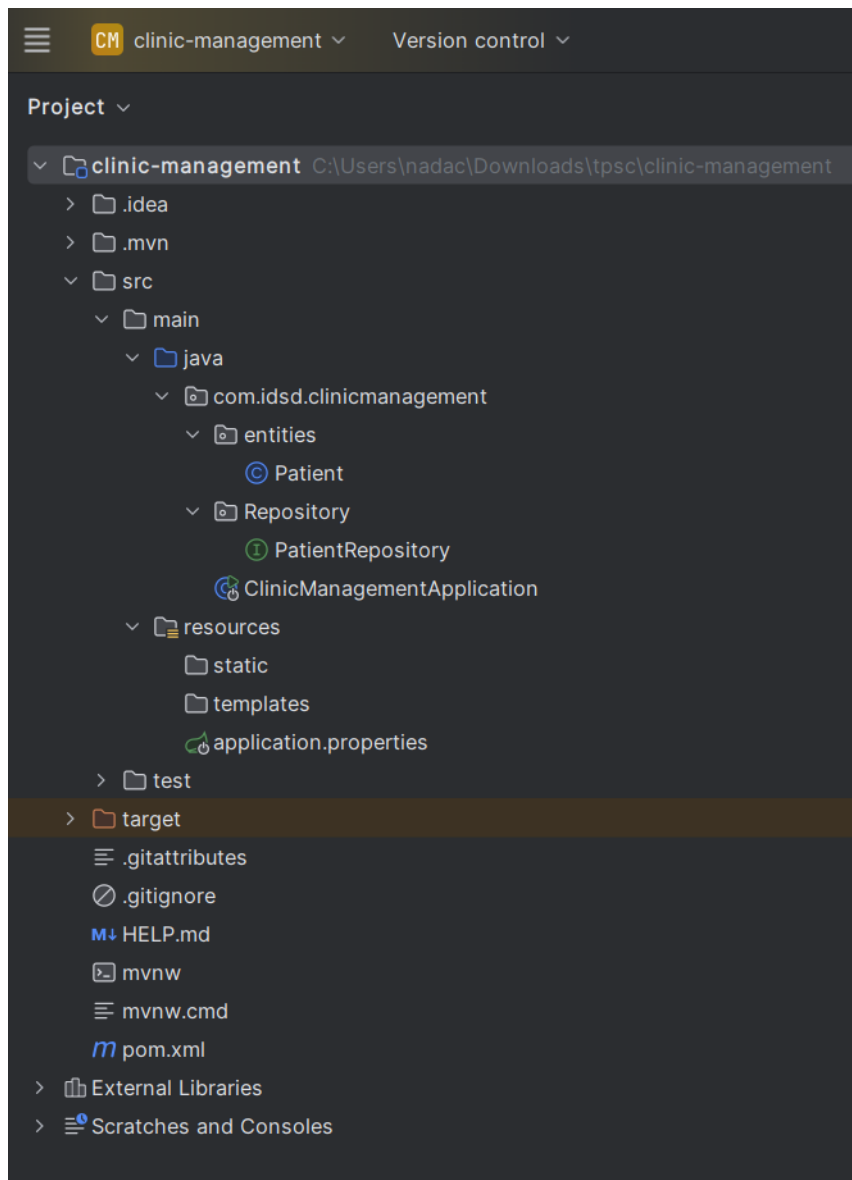 CM clinic-management Version control
Project
clinic-management C:\Users\nadac\Downloads\tpsc\clinic-management
.idea
.mvn
src
main
java
com.idsd.clinicmanagement
entities
C Patient
Repository
I PatientRepository
C ClinicManagementApplication
resources
static
templates
application.properties
test
target
.gitattributes
.gitignore
M↓ HELP.md
mvnw
mvnw.cmd
m pom.xml
External Libraries
Scratches and Consoles